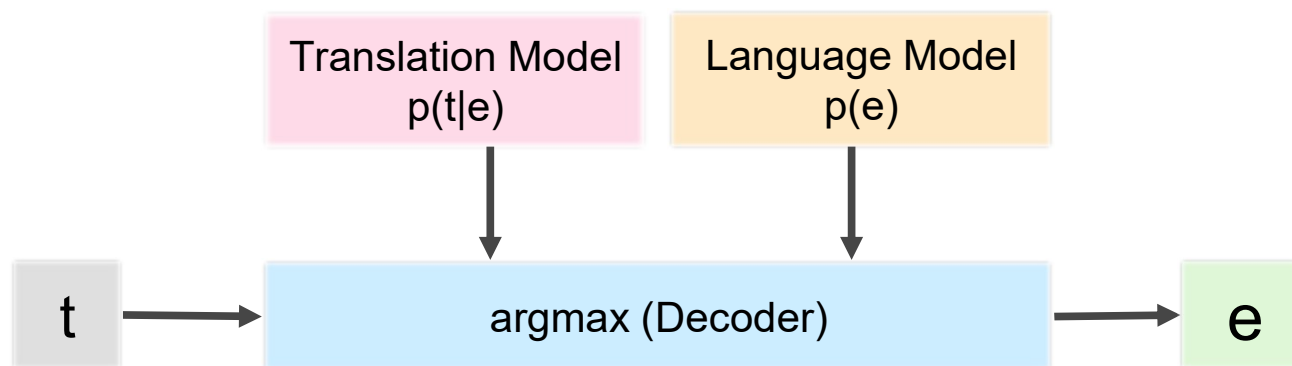 Translation Model
p(t|e)
Language Model
p(e)
t
argmax (Decoder)
e